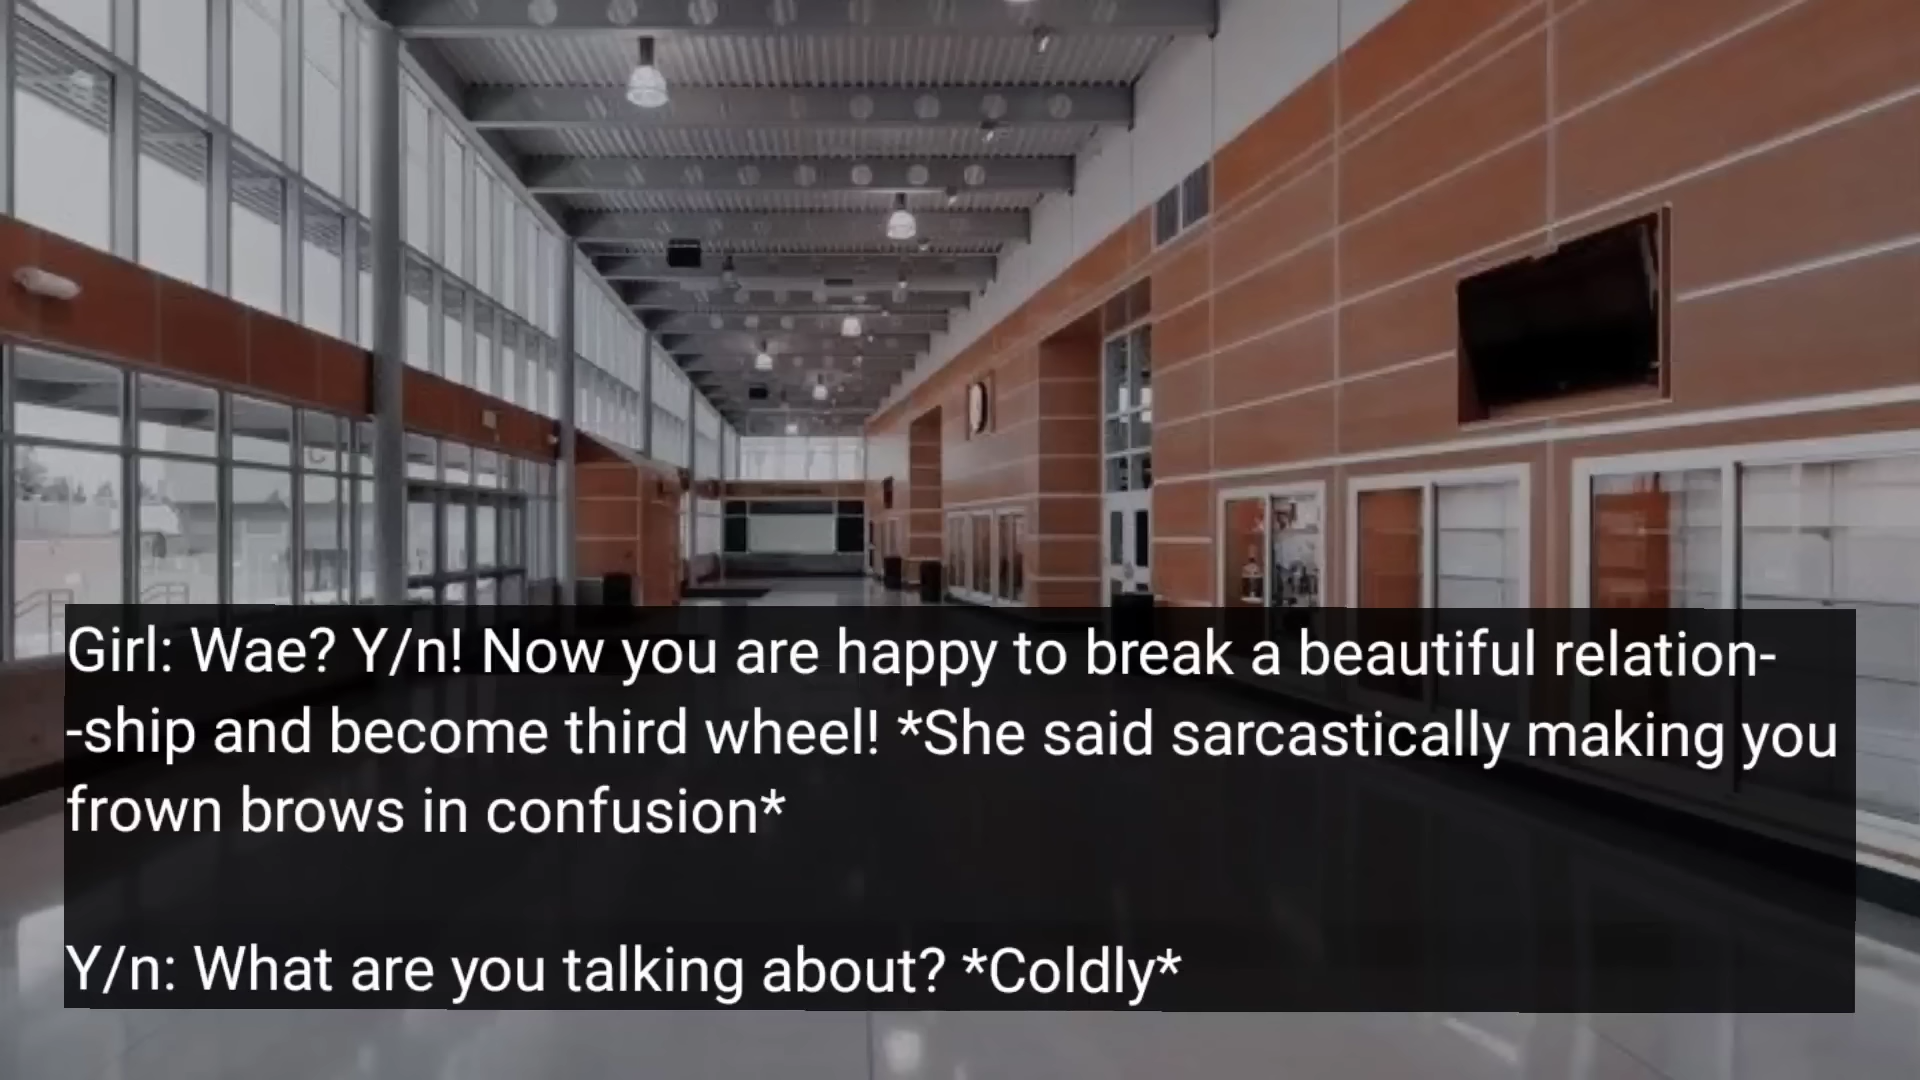 Girl: Wae? Y/n! Now you are happy to break a beautiful relation-
-ship and become third wheel! *She said sarcastically making you
frown brows in confusion*
Y/n: What are you talking about? *Coldly*